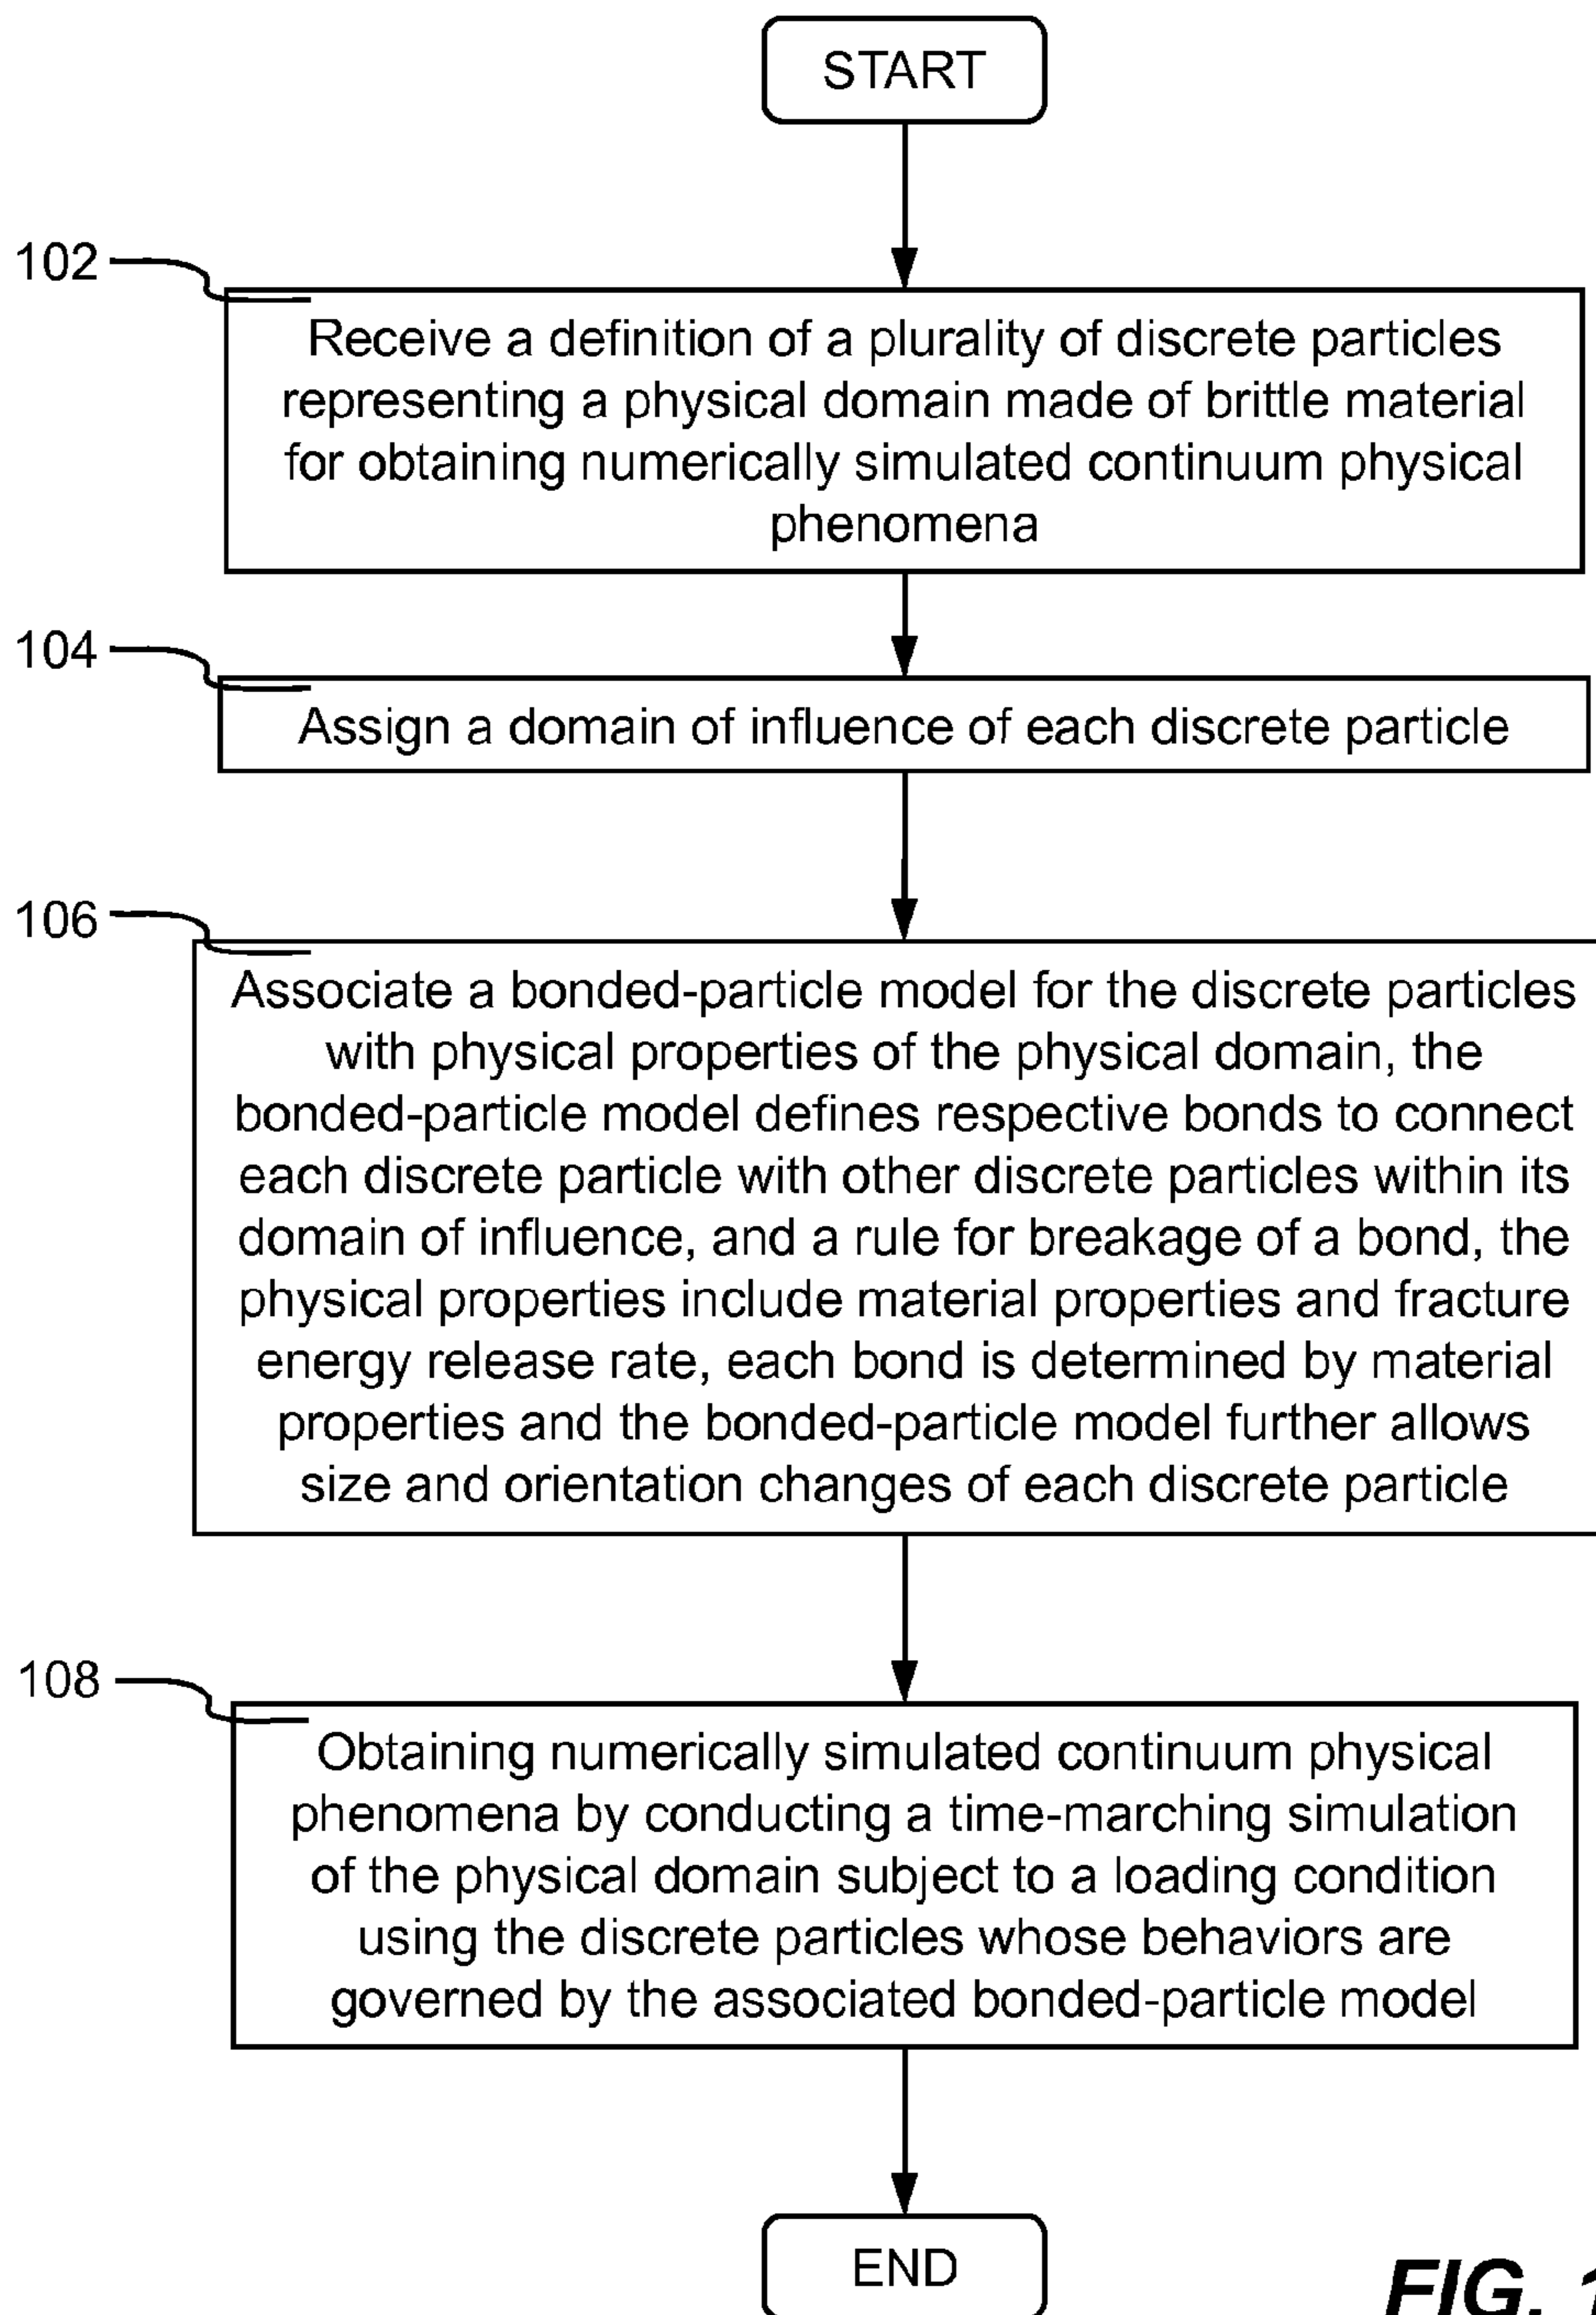 START
102
Receive a definition of a plurality of discrete particles
representing a physical domain made of brittle material
for obtaining numerically simulated continuum physical
phenomena
104
Assign a domain of influence of each discrete particle
106
Associate a bonded-particle model for the discrete particles
with physical properties of the physical domain, the
bonded-particle model defines respective bonds to connect
each discrete particle with other discrete particles within its
domain of influence, and a rule for breakage of a bond, the
physical properties include material properties and fracture
energy release rate, each bond is determined by material
properties and the bonded-particle model further allows
size and orientation changes of each discrete particle
108
Obtaining numerically simulated continuum physical
phenomena by conducting a time-marching simulation
of the physical domain subject to a loading condition
using the discrete particles whose behaviors are
governed by the associated bonded-particle model
END
FIG. 1